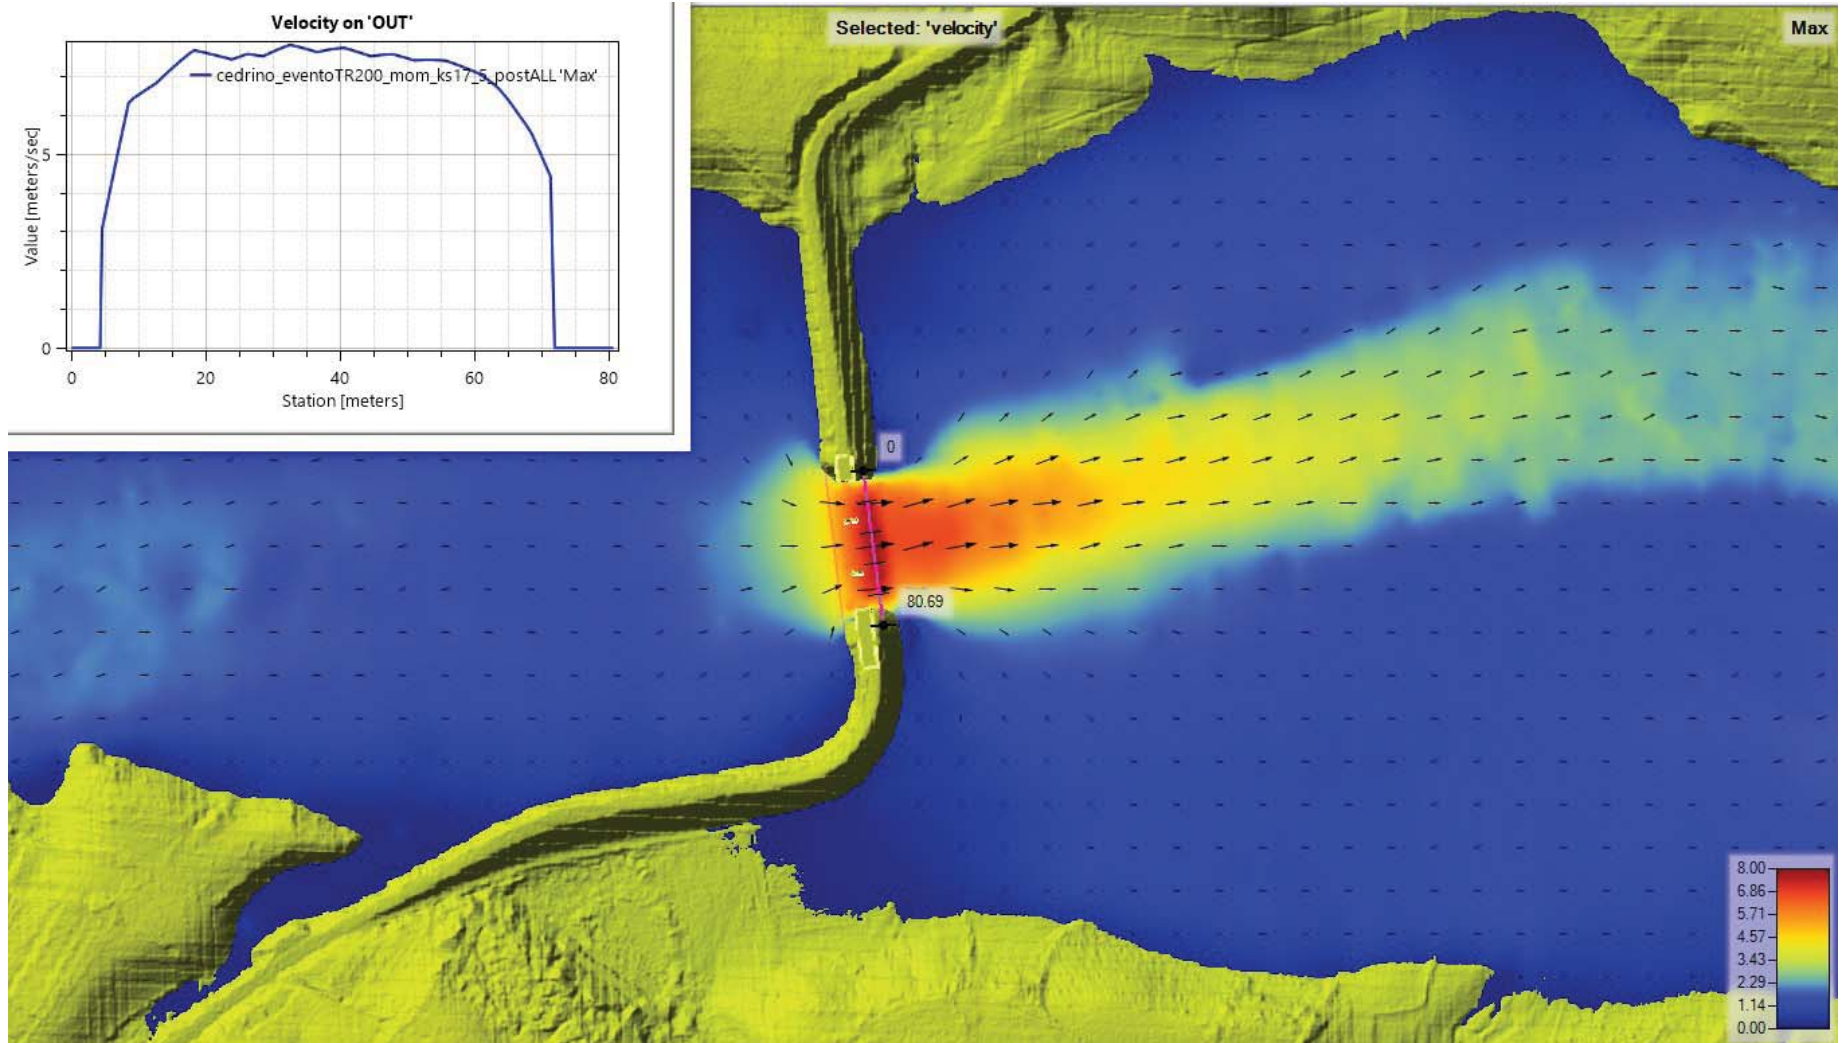 Velocity on 'OUT'
cedrino_eventoTR200_mom_ks17_5_postALL 'Max'
Value [meters/sec]
5
0
0 20 40 60 80
Station [meters]
Selected: 'velocity'
Max
0
80.69
8.00
6.86
5.71
4.57
3.43
2.29
1.14
0.00